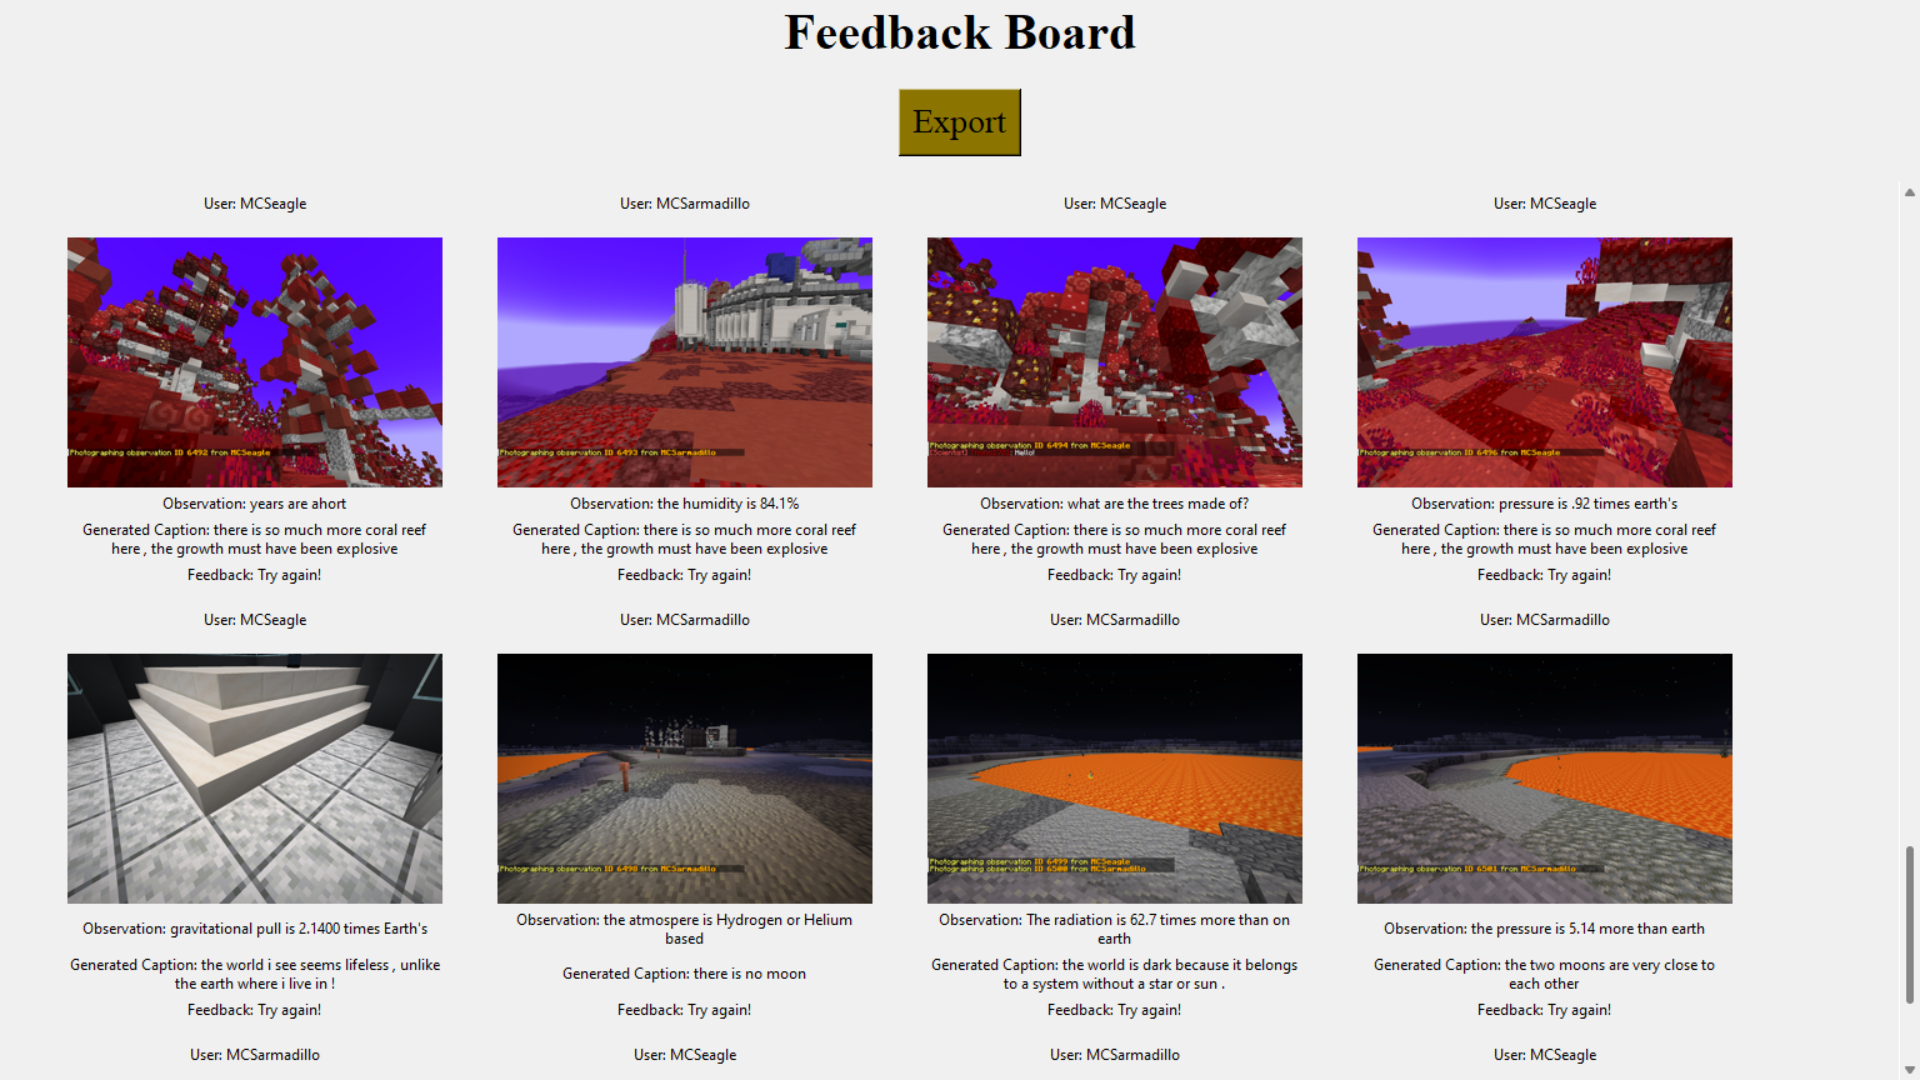 Feedback Board
Export
User: MCSeagle
User: MCSarmadillo
User: MCSeagle
User: MCSeagle
Photographing observation ID 6492 from MCSeagle
Photographing observation ID 6493 from MCSarmadillo
Photographing observation ID 6494 from MCSeagle
[Scientist] : Hello!
Photographing observation ID 6496 from MCSeagle
Observation: years are ahort
Observation: the humidity is 84.1%
Observation: what are the trees made of?
Observation: pressure is .92 times earth's
Generated Caption: there is so much more coral reef
here , the growth must have been explosive
Generated Caption: there is so much more coral reef
here , the growth must have been explosive
Generated Caption: there is so much more coral reef
here , the growth must have been explosive
Generated Caption: there is so much more coral reef
here , the growth must have been explosive
Feedback: Try again!
Feedback: Try again!
Feedback: Try again!
Feedback: Try again!
User: MCSeagle
User: MCSarmadillo
User: MCSarmadillo
User: MCSarmadillo
Photographing observation ID 6498 from MCSarmadillo
Photographing observation ID 6499 from MCSeagle
Photographing observation ID 6500 from MCSarmadillo
Photographing observation ID 6501 from MCSarmadillo
Observation: gravitational pull is 2.1400 times Earth's
Observation: the atmospere is Hydrogen or Helium
based
Observation: The radiation is 62.7 times more than on
earth
Observation: the pressure is 5.14 more than earth
Generated Caption: the world i see seems lifeless , unlike
the earth where i live in !
Generated Caption: there is no moon
Generated Caption: the world is dark because it belongs
to a system without a star or sun .
Generated Caption: the two moons are very close to
each other
Feedback: Try again!
Feedback: Try again!
Feedback: Try again!
Feedback: Try again!
User: MCSarmadillo
User: MCSeagle
User: MCSarmadillo
User: MCSeagle